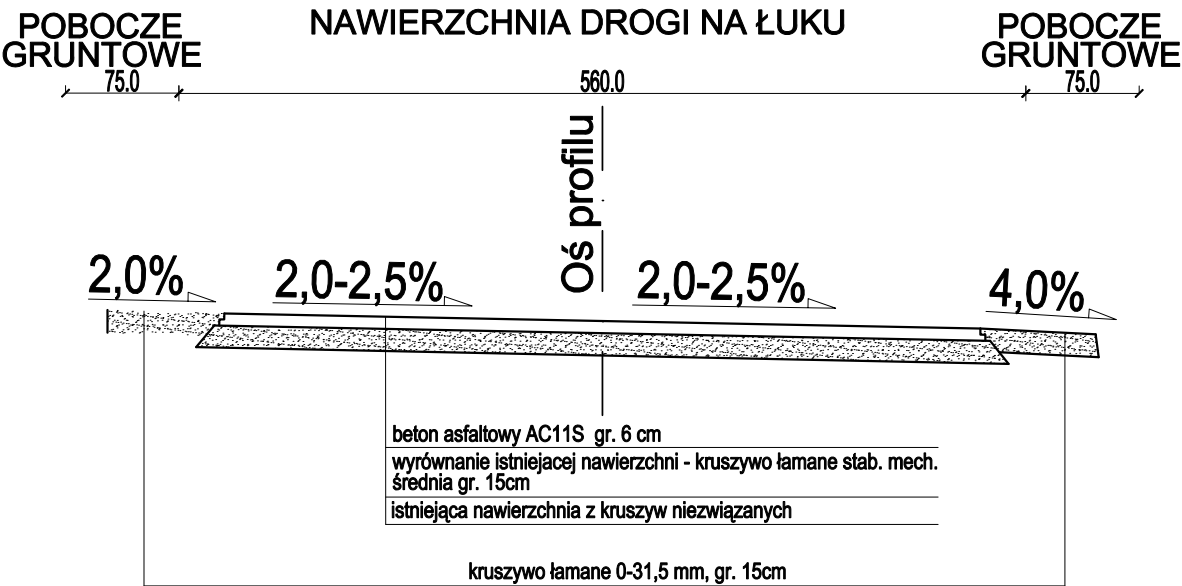 POBOCZE
GRUNTOWE
NAWIERZCHNIA DROGI NA ŁUKU
POBOCZE
GRUNTOWE
75.0
560.0
75.0
Oś profilu
2,0%
2,0-2,5%
2,0-2,5%
4,0%
beton asfaltowy AC11S gr. 6 cm
wyrównanie istniejacej nawierzchni - kruszywo łamane stab. mech.
średnia gr. 15cm
istniejąca nawierzchnia z kruszyw niezwiązanych
kruszywo łamane 0-31,5 mm, gr. 15cm